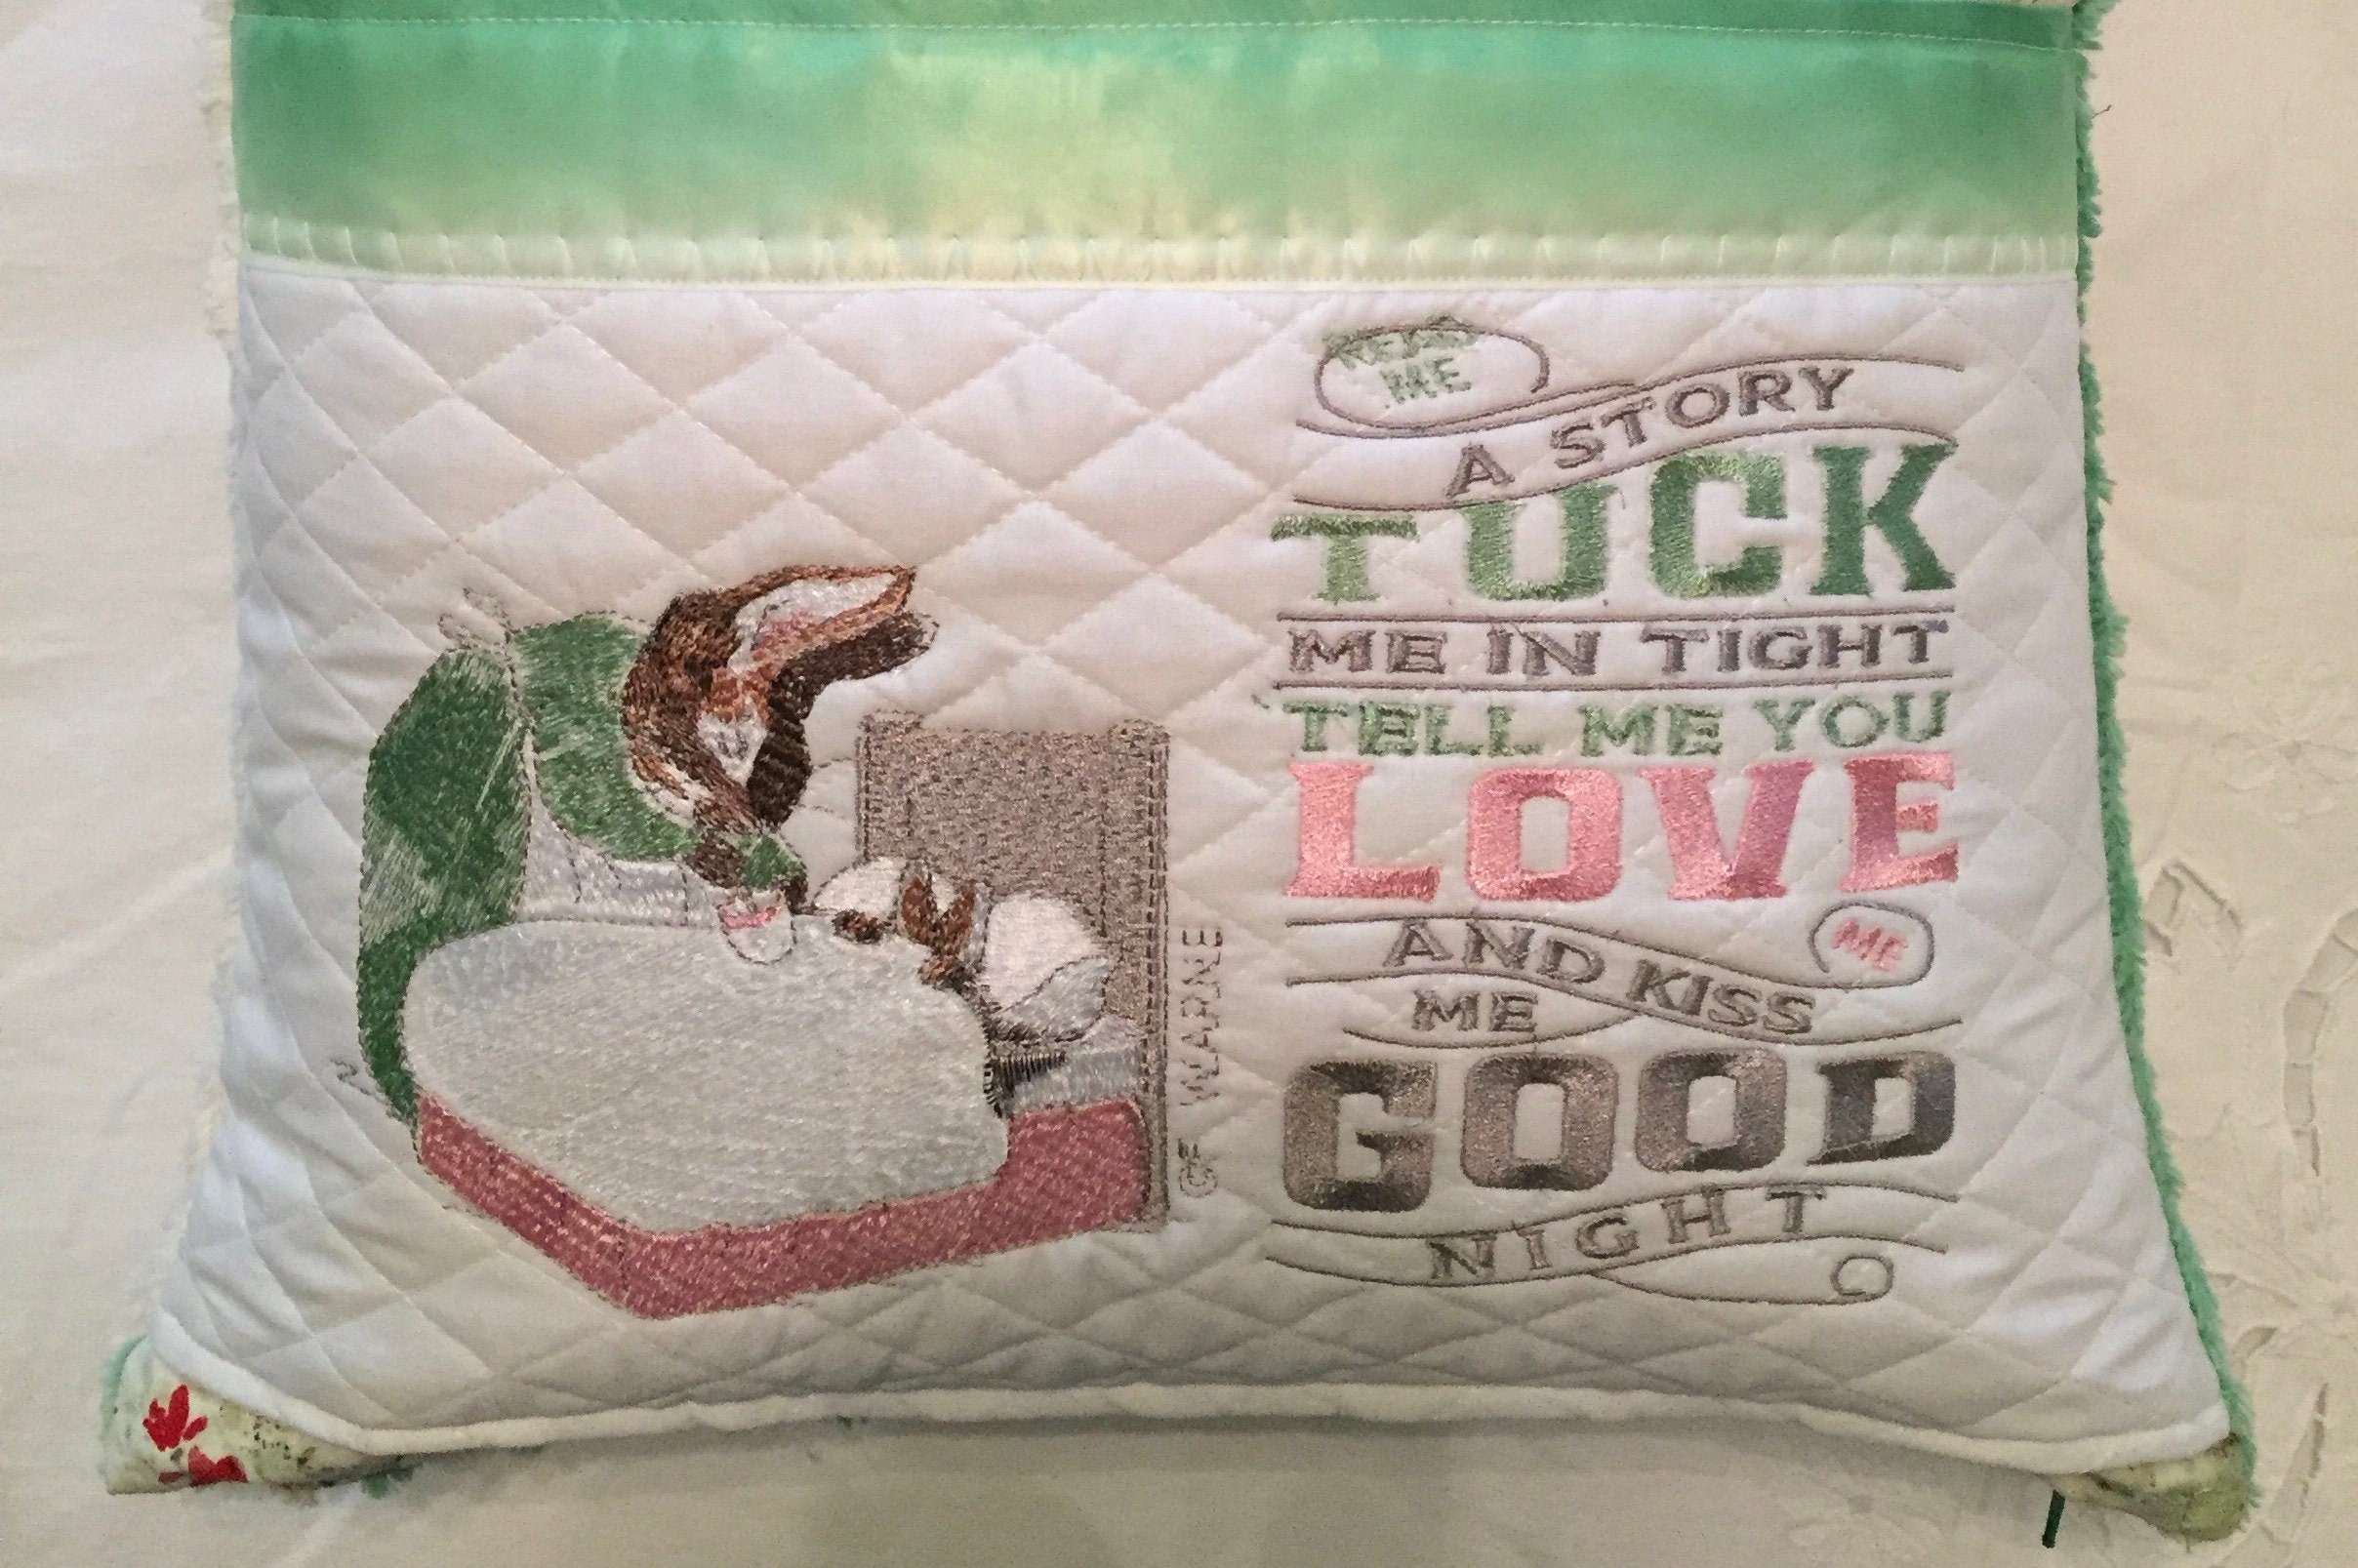 READ
ME
A STORY
TUCK
ME IN TIGHT
TELL ME YOU
LOVE
ME
AND KISS
ME
GOOD
NIGHT
WARNE